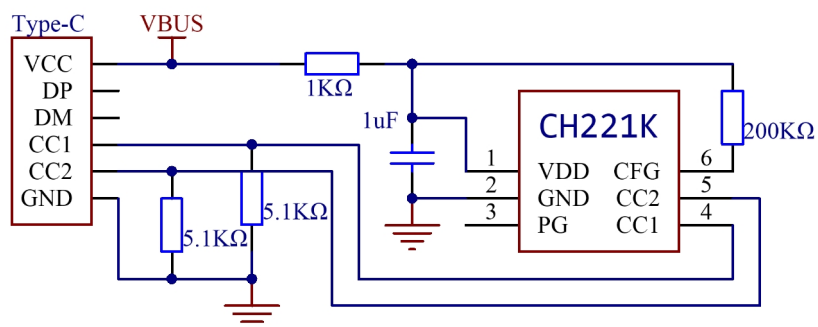 Type-C
VBUS
VCC
DP
DM
CC1
CC2
GND
1KΩ
1uF
5.1KΩ
5.1KΩ
CH221K
200KΩ
1 VDD CFG 6
2 GND CC2 5
3 PG CC1 4